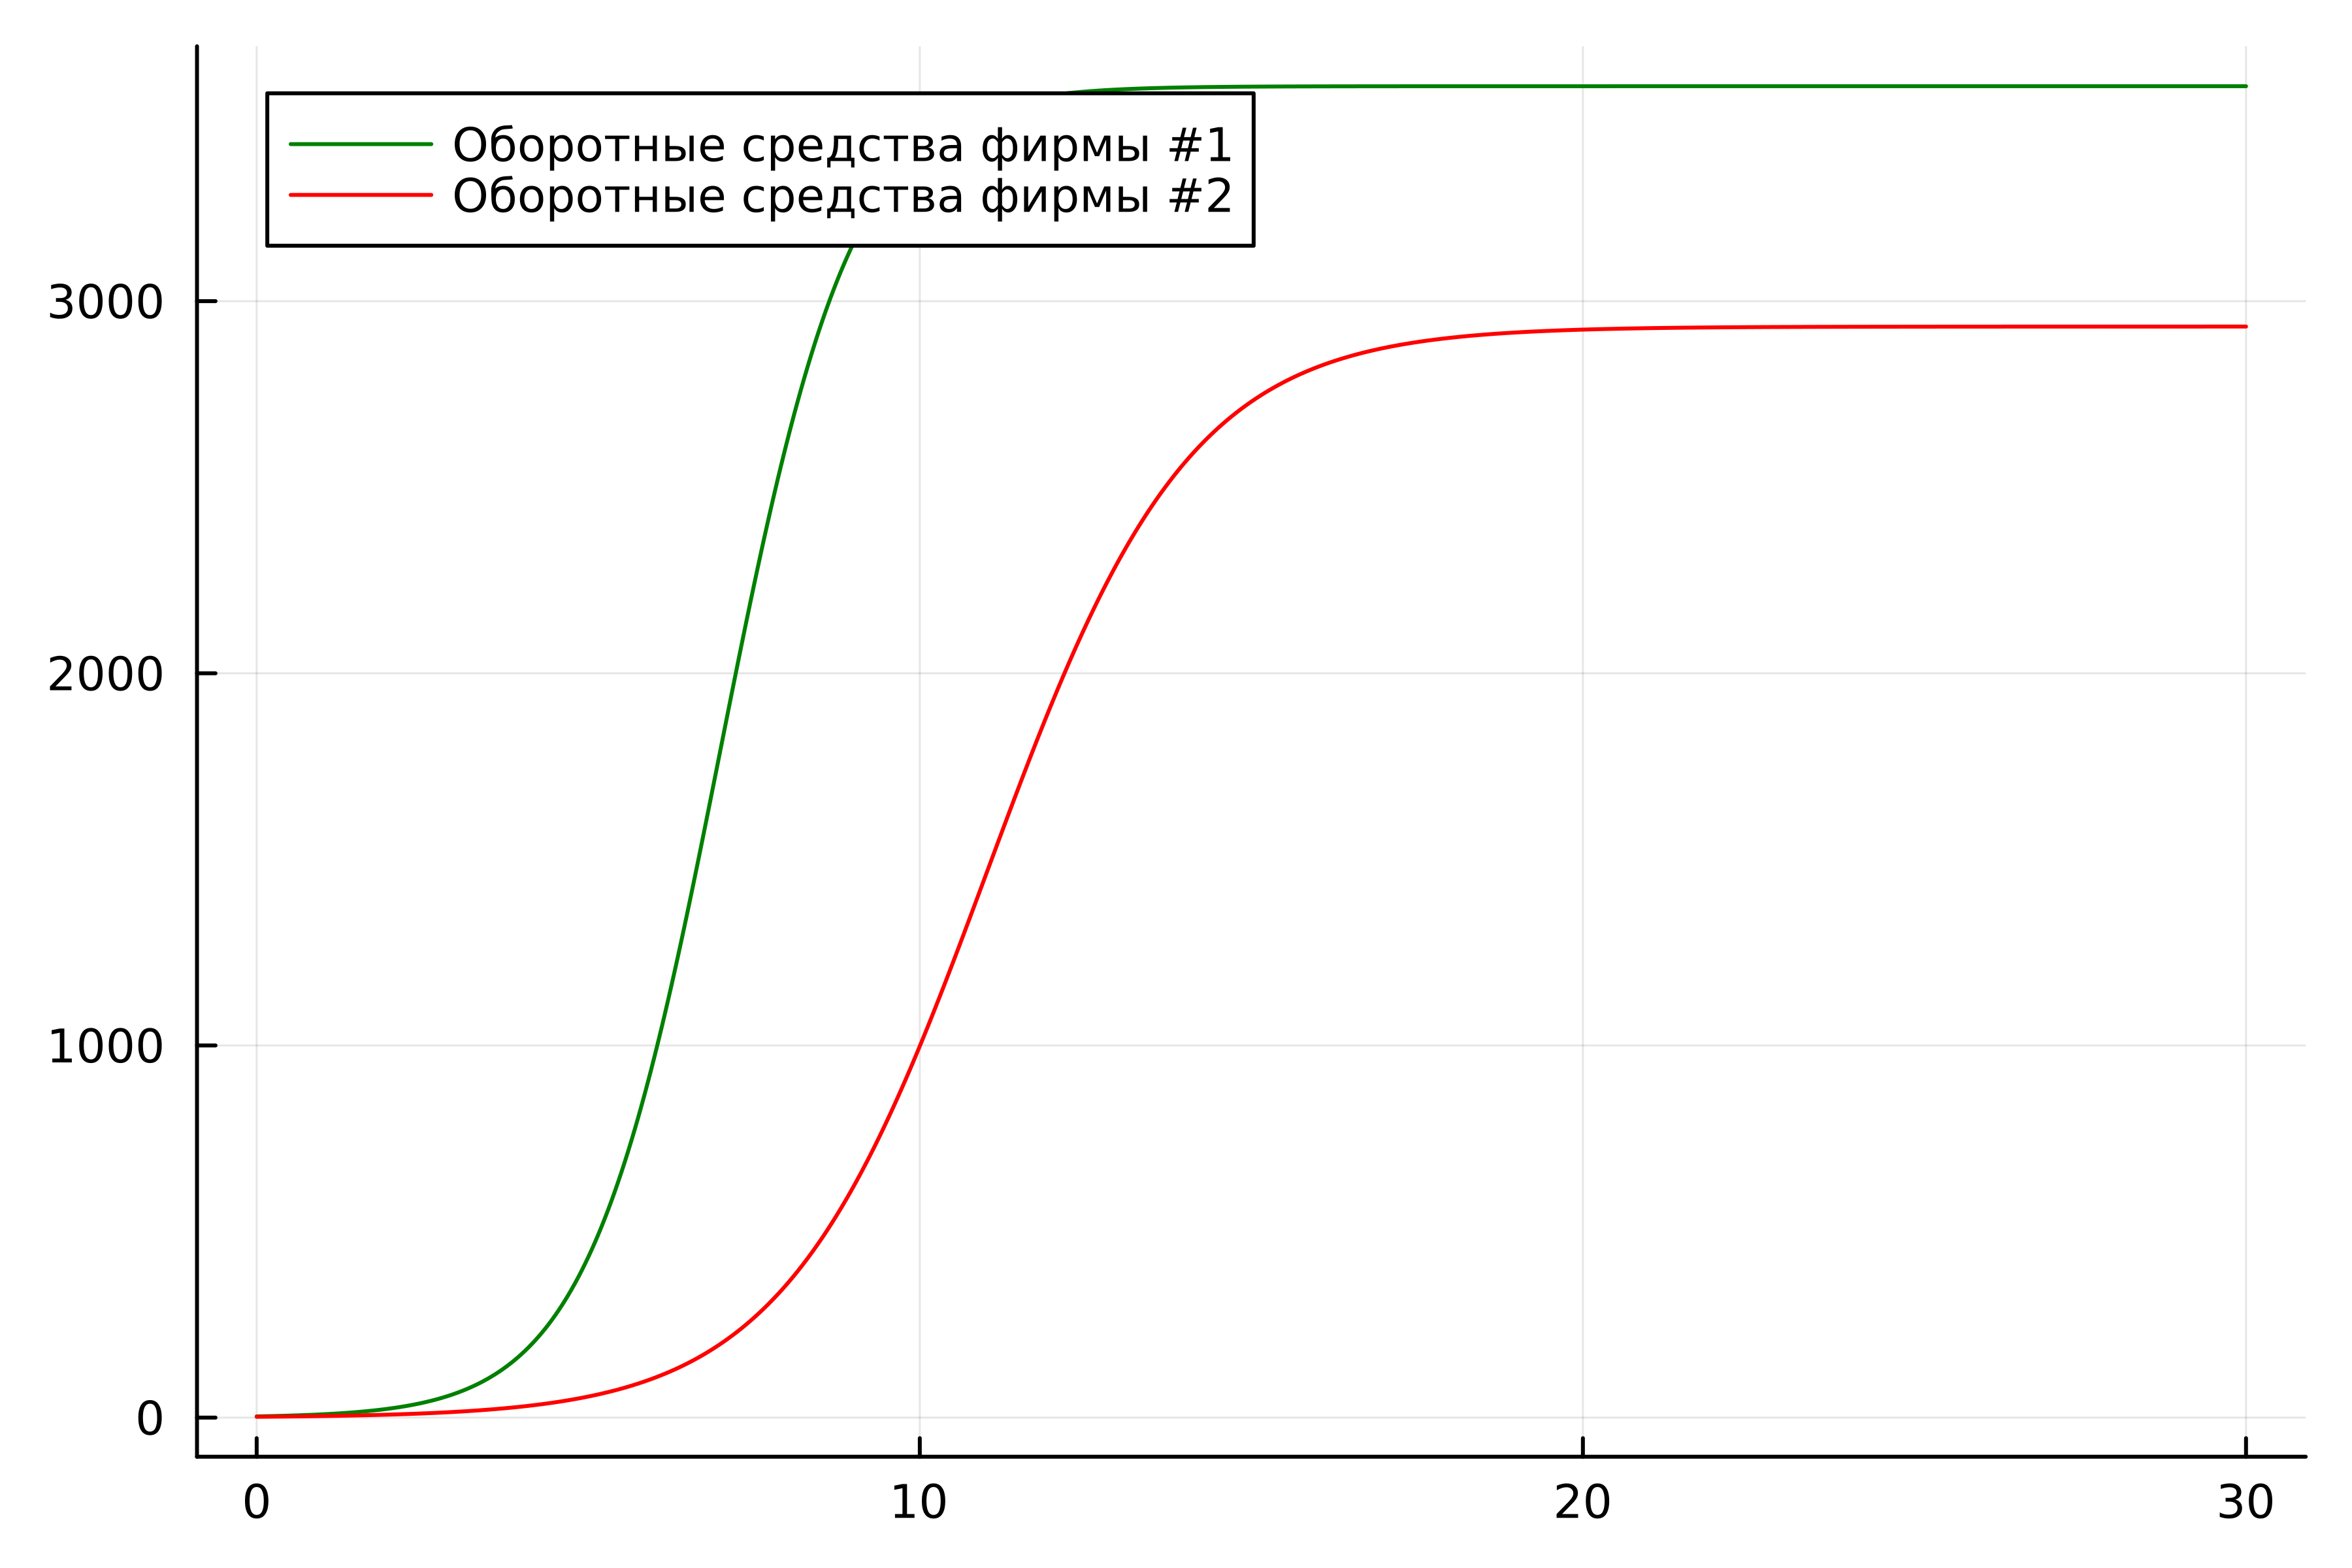 Оборотные средства фирмы #1
Оборотные средства фирмы #2
3000
2000
1000
0
0 10 20 30